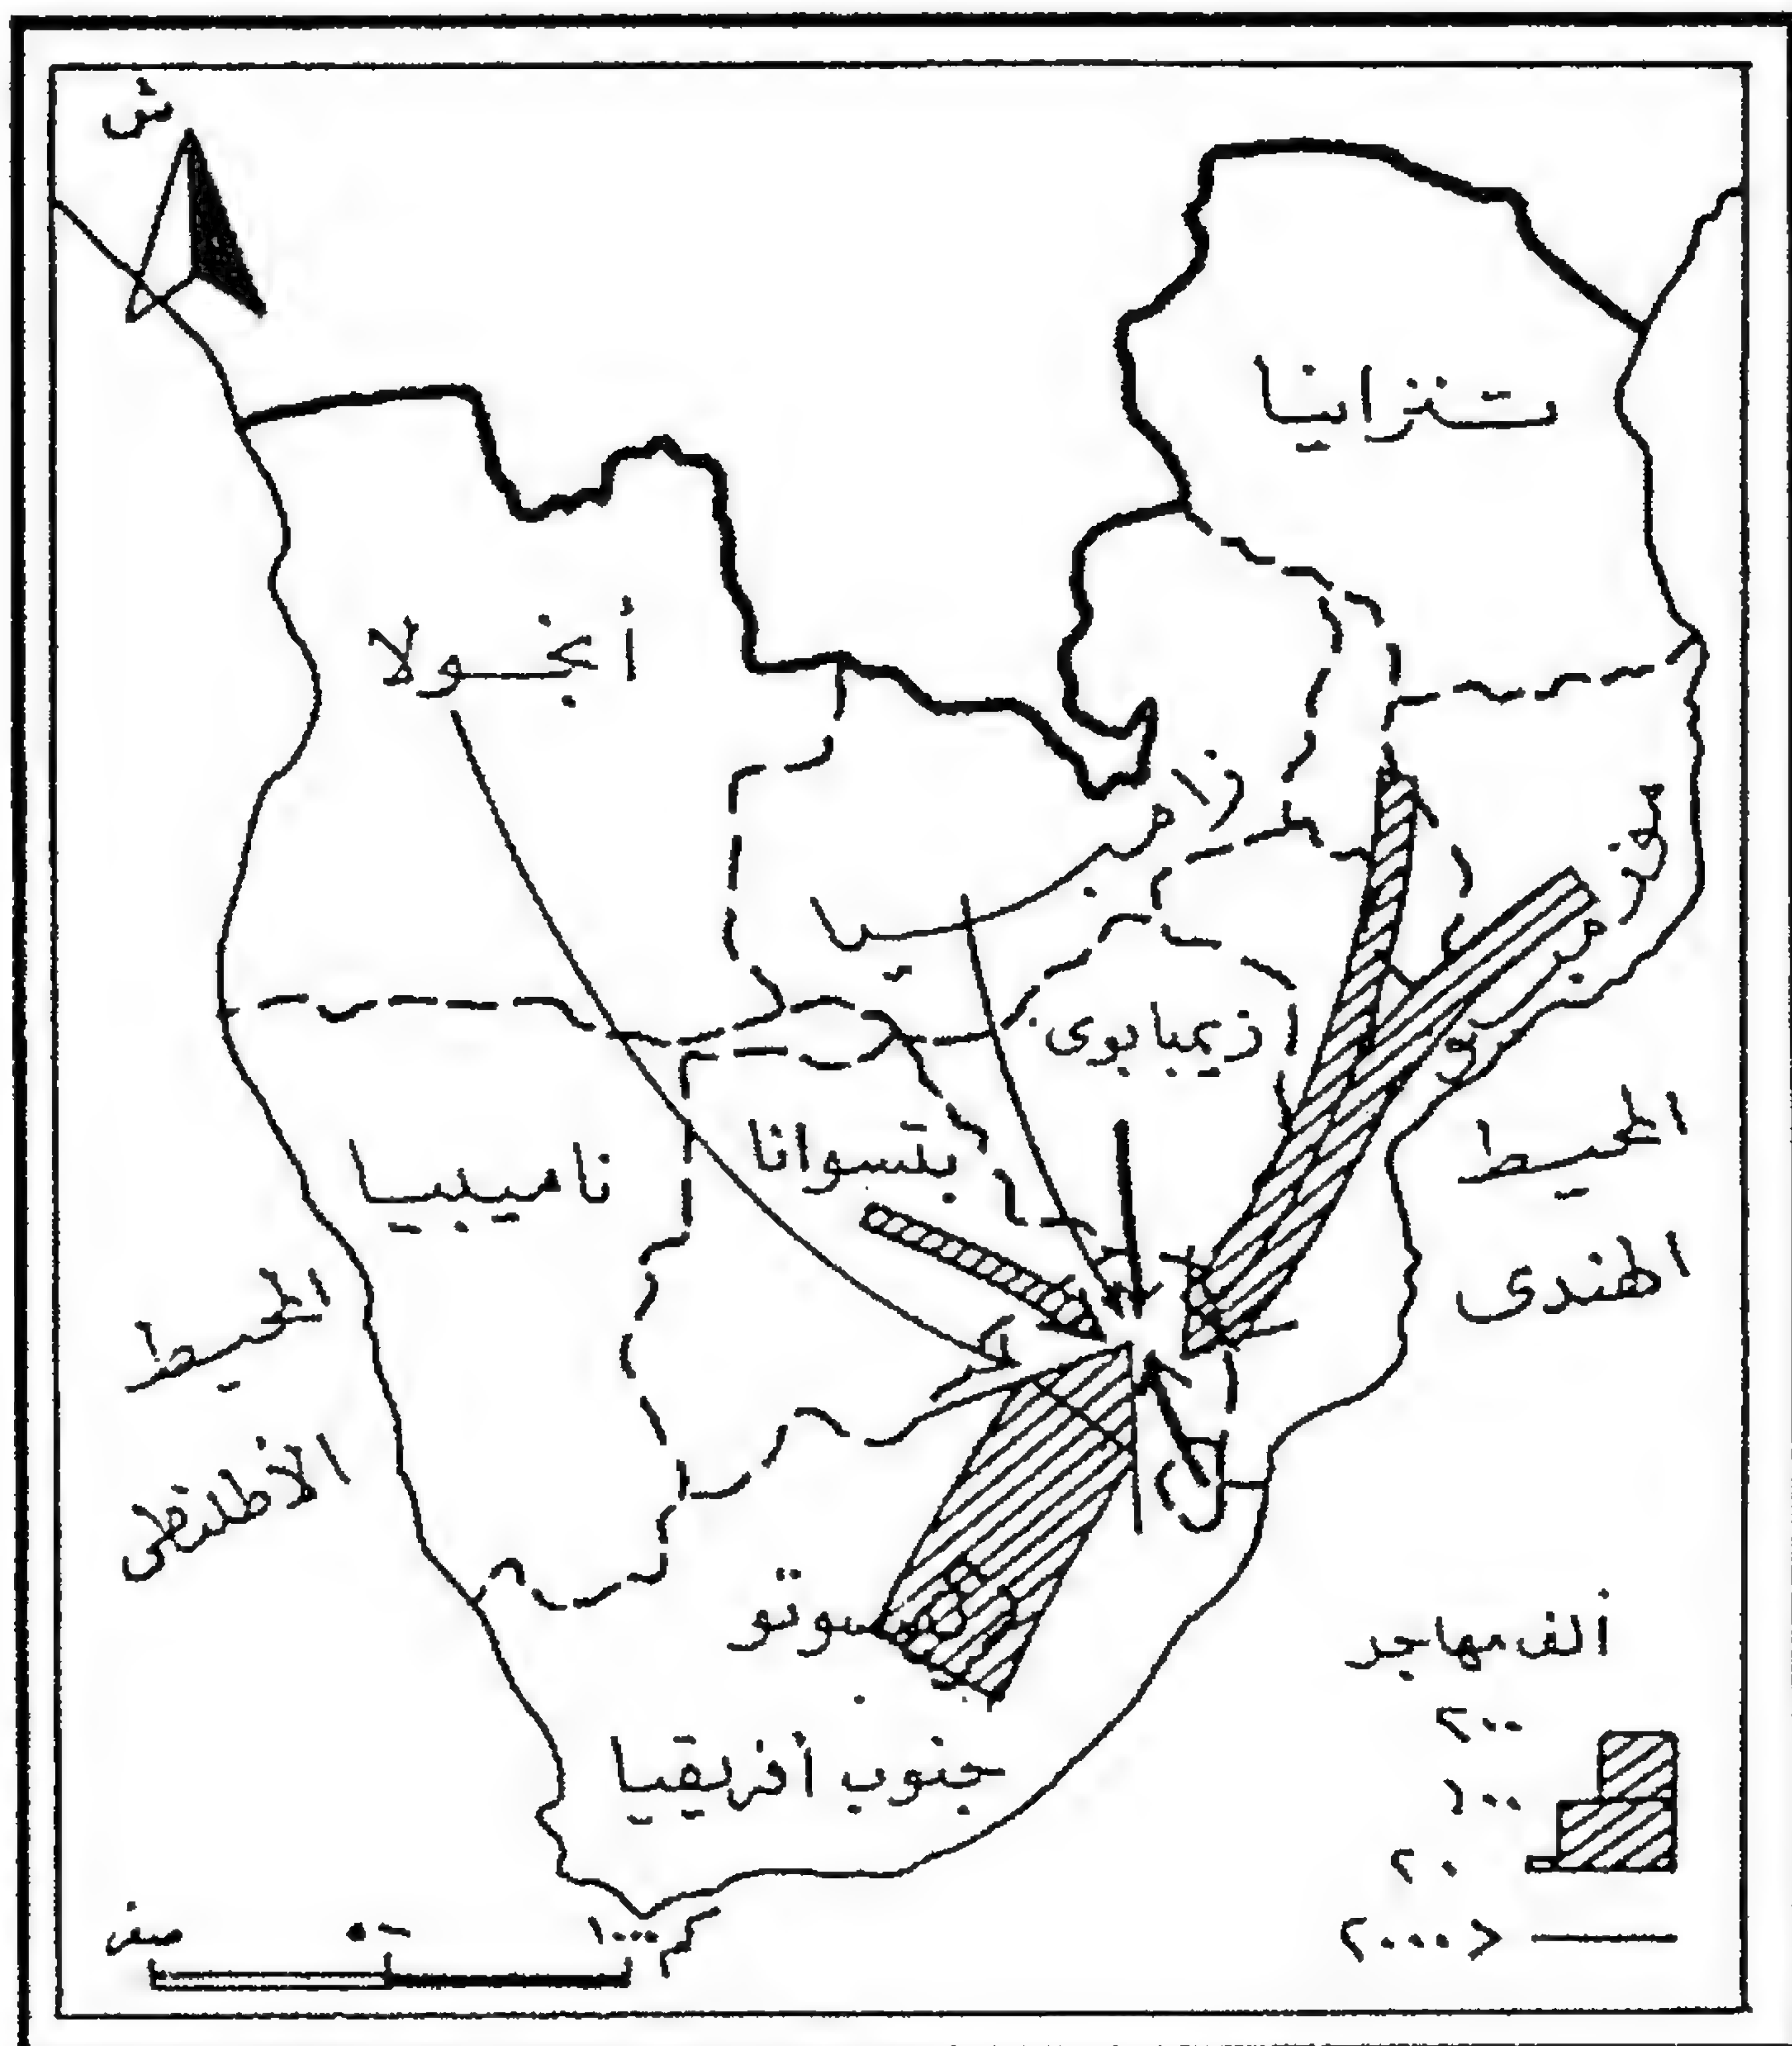 ش
تنزانيا
أنجولا
زامبيا
موزمبيق
زيمبابوى
بتسوانا
ناميبيا
المحيط
الهندى
المحيط
الأطلنطى
ليسوتو
جنوب أفريقيا
ألف مهاجر
٢٠٠
١٠٠
٢٠
٢٠٠٠ >
صفر
١٠٠٠ كم